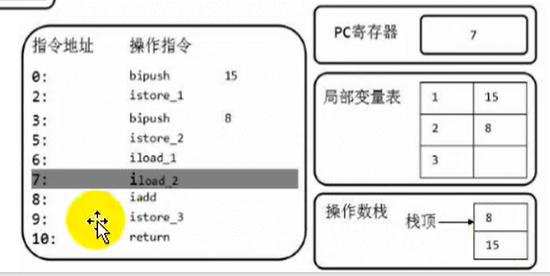 指令地址 操作指令
0: bipush 15
2: istore_1
3: bipush 8
5: istore_2
6: iload_1
7: iload_2
8: iadd
9: istore_3
10: return
PC寄存器 7
局部变量表
1 15
2 8
3
操作数栈
栈顶 8
15